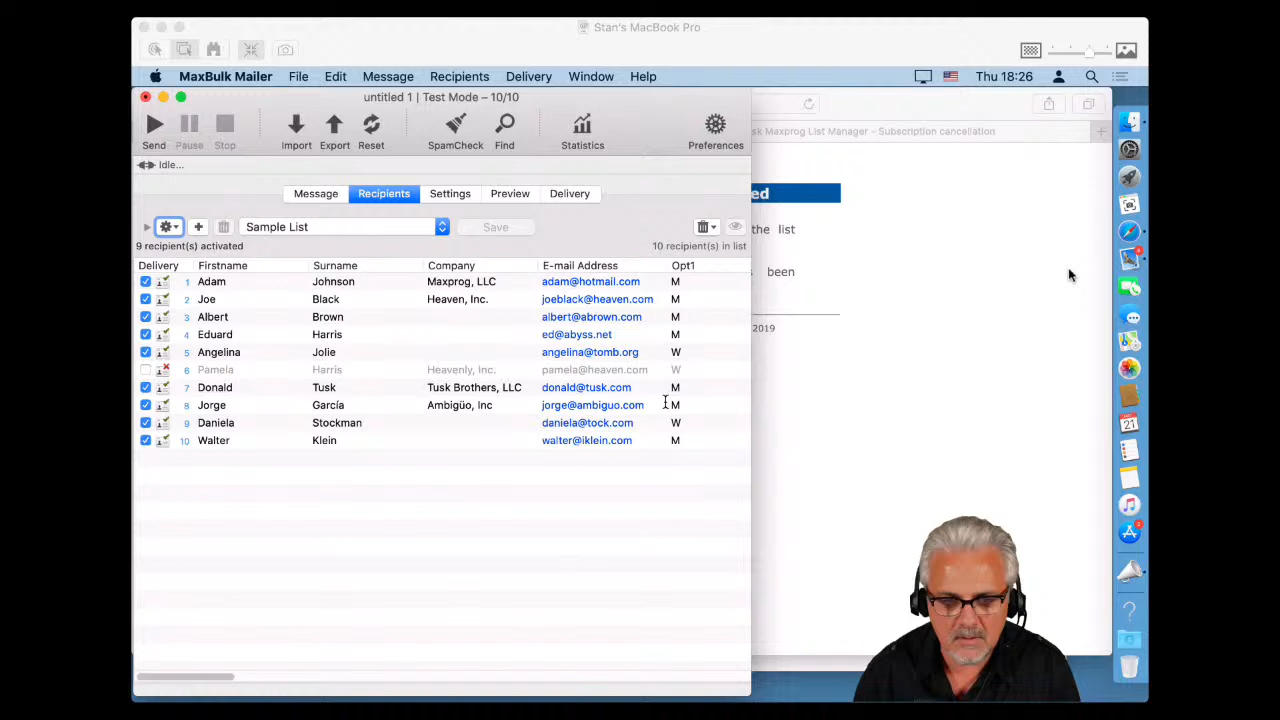 Stan's MacBook Pro
MaxBulk Mailer File Edit Message Recipients Delivery Window Help Thu 18:26
untitled 1 | Test Mode – 10/10
Send Pause Stop Import Export Reset SpamCheck Find Statistics Preferences
sk Maxprog List Manager - Subscription cancellation
Idle...
Message Recipients Settings Preview Delivery
ed
Sample List Save
the list
9 recipient(s) activated 10 recipient(s) in list
Delivery Firstname Surname Company E-mail Address Opt1
s been
1 Adam Johnson Maxprog, LLC adam@hotmail.com M
2 Joe Black Heaven, Inc. joeblack@heaven.com M
3 Albert Brown albert@abrown.com M
2019
4 Eduard Harris ed@abyss.net M
5 Angelina Jolie angelina@tomb.org W
6 Pamela Harris Heavenly, Inc. pamela@heaven.com W
7 Donald Tusk Tusk Brothers, LLC donald@tusk.com M
8 Jorge García Ambigüo, Inc jorge@ambiguo.com M
9 Daniela Stockman daniela@tock.com W
10 Walter Klein walter@iklein.com M